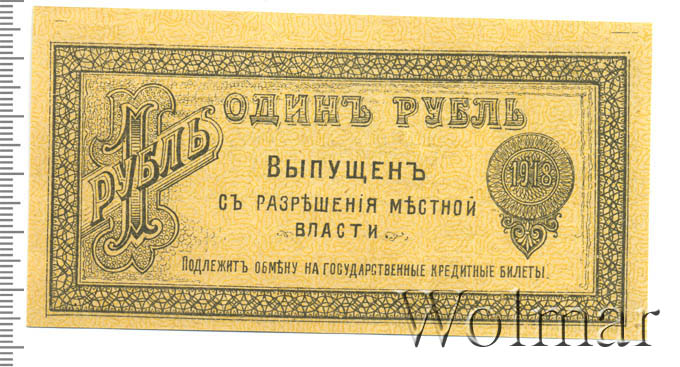 ОДИНЪ РУБЛЬ
1 РУБЛЬ
ВЫПУЩЕНЪ
СЪ РАЗРѢШЕНІЯ МѢСТНОЙ
ВЛАСТИ
1918
ПОДЛЕЖИТЪ ОБМѢНУ НА ГОСУДАРСТВЕННЫЕ КРЕДИТНЫЕ БИЛЕТЫ.
Wolmar